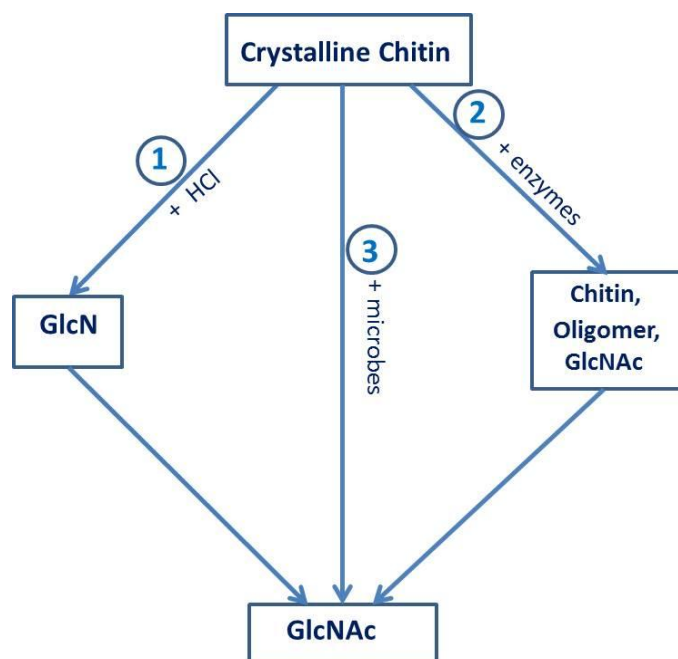 Crystalline Chitin
1
+ HCl
2
+ enzymes
3
+ microbes
GlcN
Chitin,
Oligomer,
GlcNAc
GlcNAc